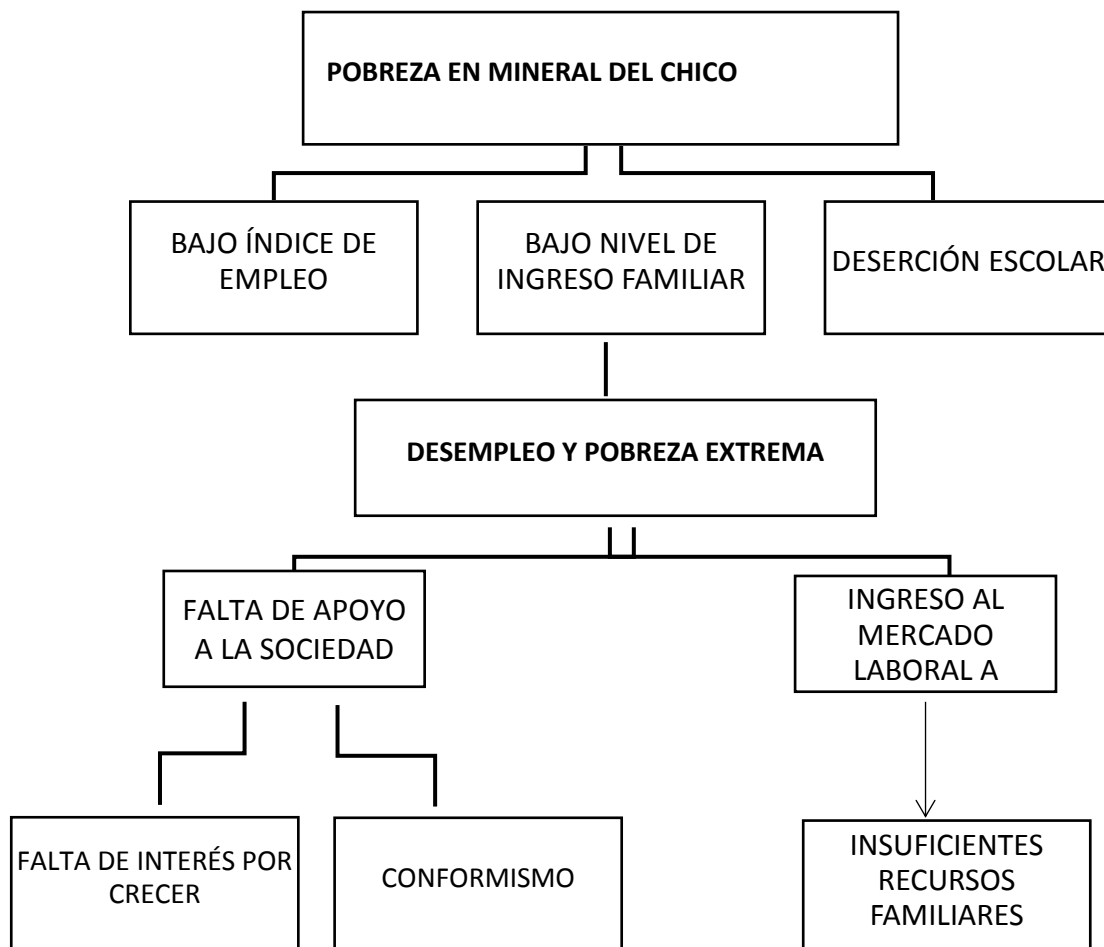 POBREZA EN MINERAL DEL CHICO
BAJO ÍNDICE DE
EMPLEO
BAJO NIVEL DE
INGRESO FAMILIAR
DESERCIÓN ESCOLAR
DESEMPLEO Y POBREZA EXTREMA
FALTA DE APOYO
A LA SOCIEDAD
INGRESO AL
MERCADO
LABORAL A
FALTA DE INTERÉS POR
CRECER
CONFORMISMO
INSUFICIENTES
RECURSOS
FAMILIARES